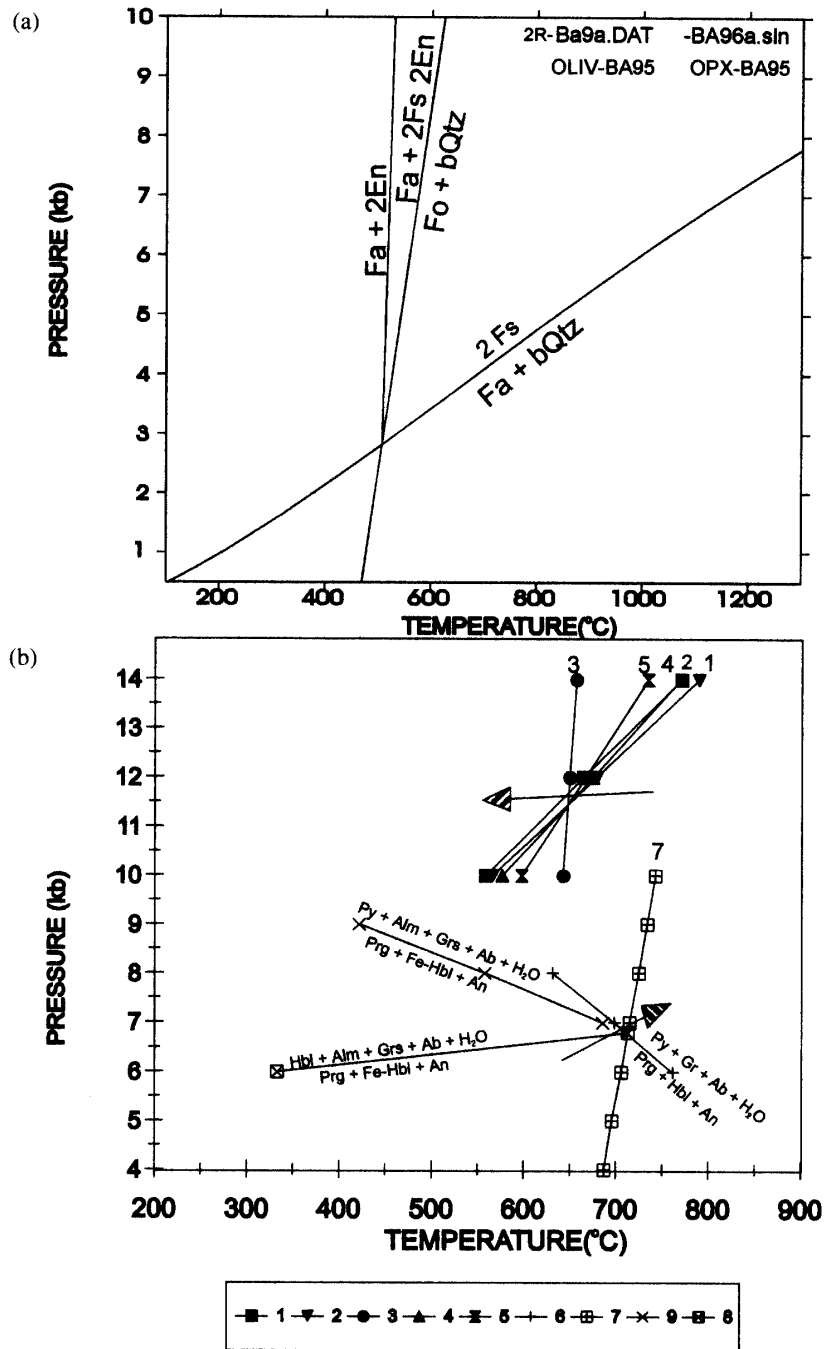 (a)
2R-Ba9a.DAT -BA96a.sln
OLIV-BA95 OPX-BA95
10
9
8
7
6
5
4
3
2
1
PRESSURE (kb)
Fa + 2En
Fa + 2Fs 2En
Fo + bQtz
2 Fs
Fa + bQtz
200 400 600 800 1000 1200
TEMPERATURE(°C)
(b)
3 5 4 2 1
14
13
12
11
10
9
8
7
6
5
4
PRESSURE (kb)
7
Py + Alm + Grs + Ab + H₂O
Prg + Fe-Hbl + An
Hbl + Alm + Grs + Ab + H₂O
Prg + Fe-Hbl + An
Py + Gr + Ab + H₂O
Prg + Hbl + An
200 300 400 500 600 700 800 900
TEMPERATURE(°C)
1 2 3 4 5 6 7 9 8